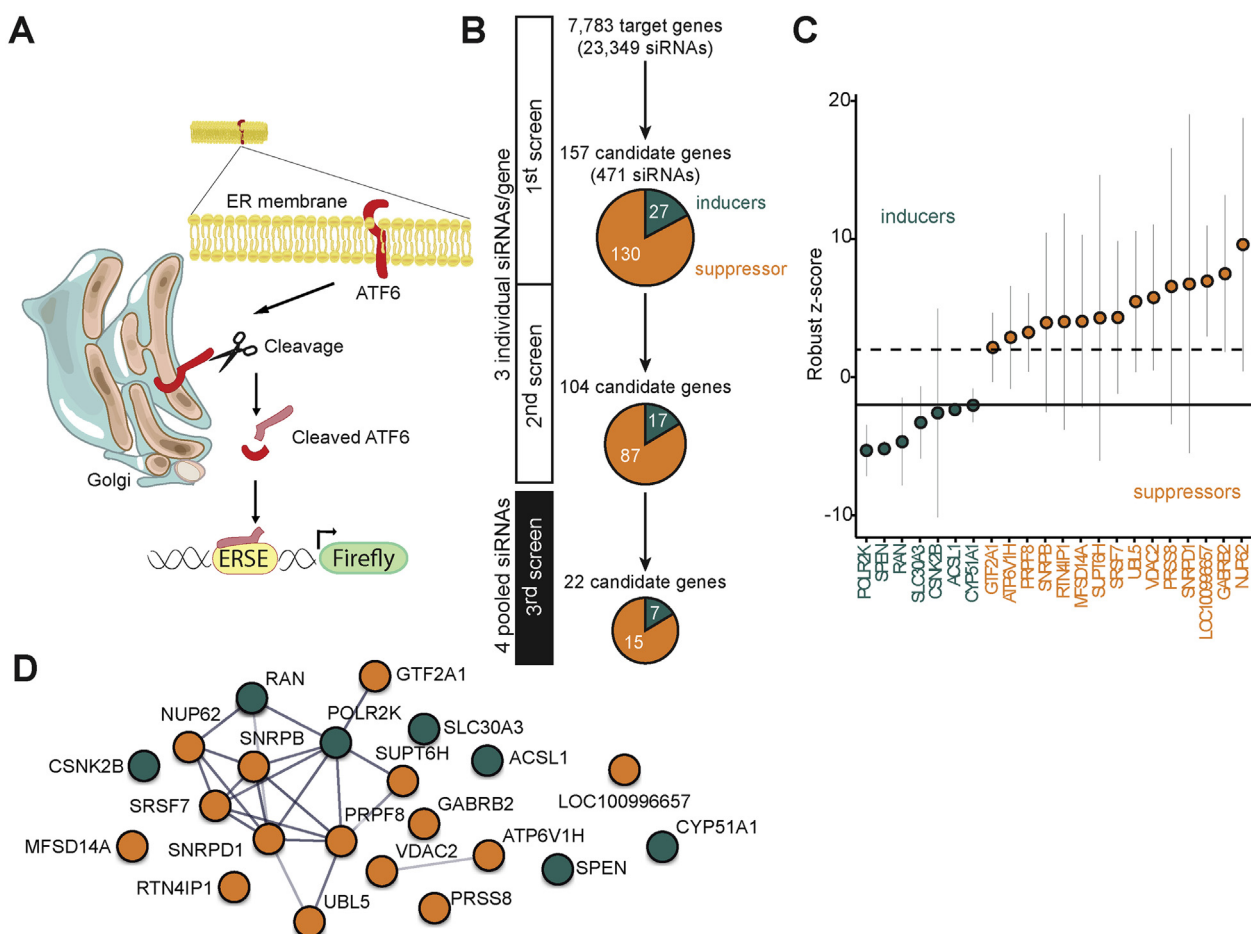 A
ER membrane
ATF6
Cleavage
Cleaved ATF6
Golgi
ERSE
Firefly
B
3 individual siRNAs/gene
1st screen
2nd screen
4 pooled siRNAs
3rd screen
7,783 target genes
(23,349 siRNAs)
157 candidate genes
(471 siRNAs)
27
130
inducers
suppressor
104 candidate genes
17
87
22 candidate genes
7
15
C
Robust z-score
20
10
0
-10
inducers
suppressors
POLR2K
SPEN
RAN
SLC30A3
CSNK2B
ACSL1
CYP51A1
GTF2A1
ATP6V1H
PRPF8
SNRPB
RTN4IP1
MFSD14A
SUPT6H
SRSF7
UBL5
VDAC2
PRSS8
SNRPD1
LOC100996657
GABRB2
D
RAN
GTF2A1
NUP62
POLR2K
SLC30A3
SNRPB
SUPT6H
ACSL1
CSNK2B
LOC100996657
SRSF7
PRPF8
GABRB2
CYP51A1
MFSD14A
SNRPD1
VDAC2
ATP6V1H
SPEN
RTN4IP1
UBL5
PRSS8